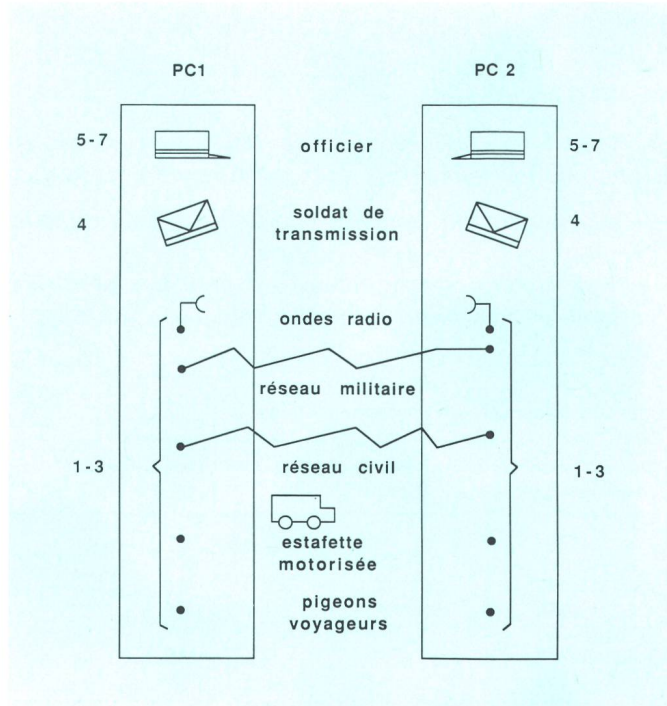 PC1
PC 2
5-7
officier
5-7
4
soldat de
transmission
4
ondes radio
réseau militaire
1-3
réseau civil
1-3
estafette
motorisée
pigeons
voyageurs